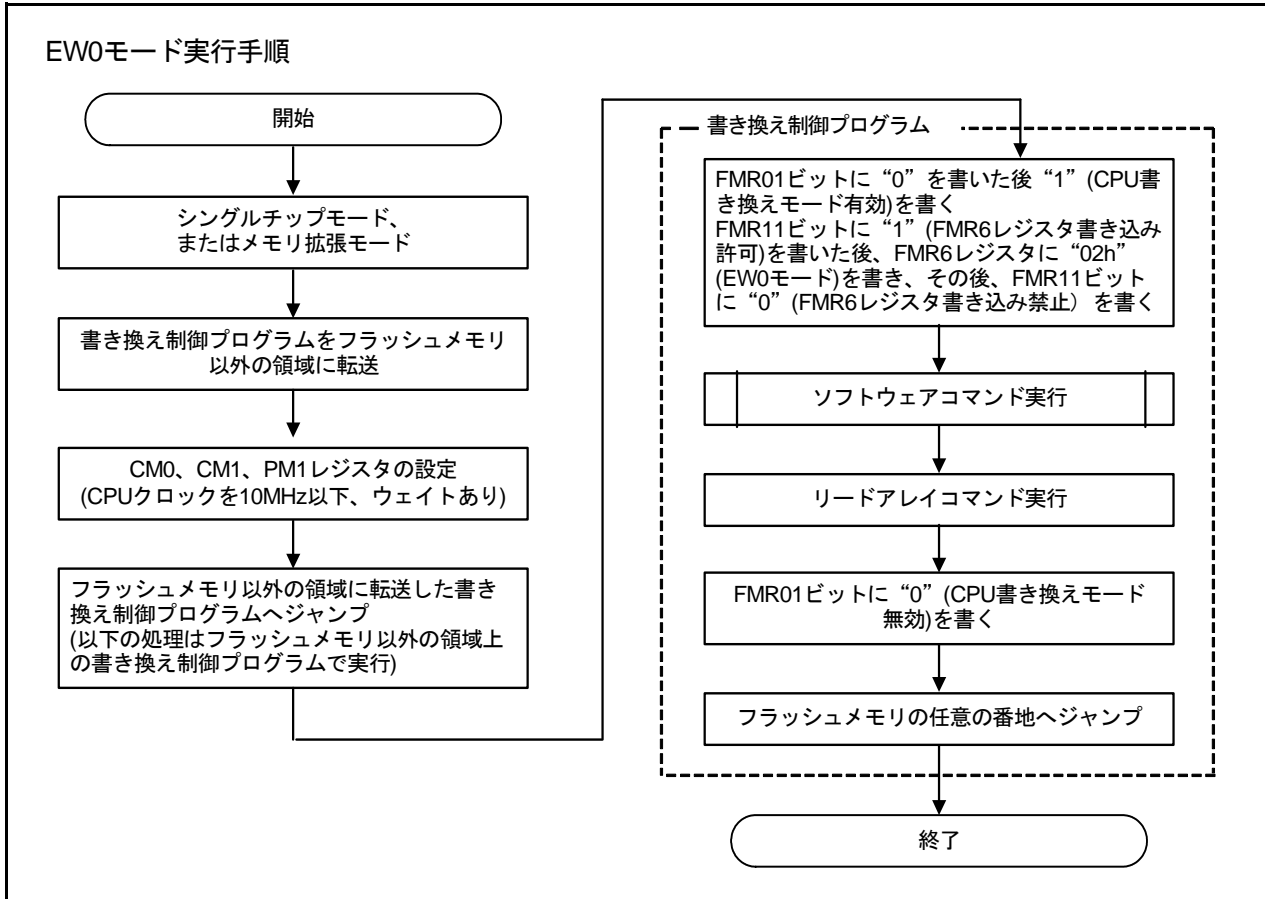 EW0モード実行手順
開始
シングルチップモード、
またはメモリ拡張モード
書き換え制御プログラムをフラッシュメモリ
以外の領域に転送
CM0、CM1、PM1レジスタの設定
(CPUクロックを10MHz以下、ウェイトあり)
フラッシュメモリ以外の領域に転送した書き
換え制御プログラムへジャンプ
(以下の処理はフラッシュメモリ以外の領域上
の書き換え制御プログラムで実行)
書き換え制御プログラム
FMR01ビットに“0”を書いた後“1”(CPU書
き換えモード有効)を書く
FMR11ビットに“1”(FMR6レジスタ書き込み
許可)を書いた後、FMR6レジスタに“02h”
(EW0モード)を書き、その後、FMR11ビット
に“0”(FMR6レジスタ書き込み禁止）を書く
ソフトウェアコマンド実行
リードアレイコマンド実行
FMR01ビットに“0”(CPU書き換えモード
無効)を書く
フラッシュメモリの任意の番地へジャンプ
終了